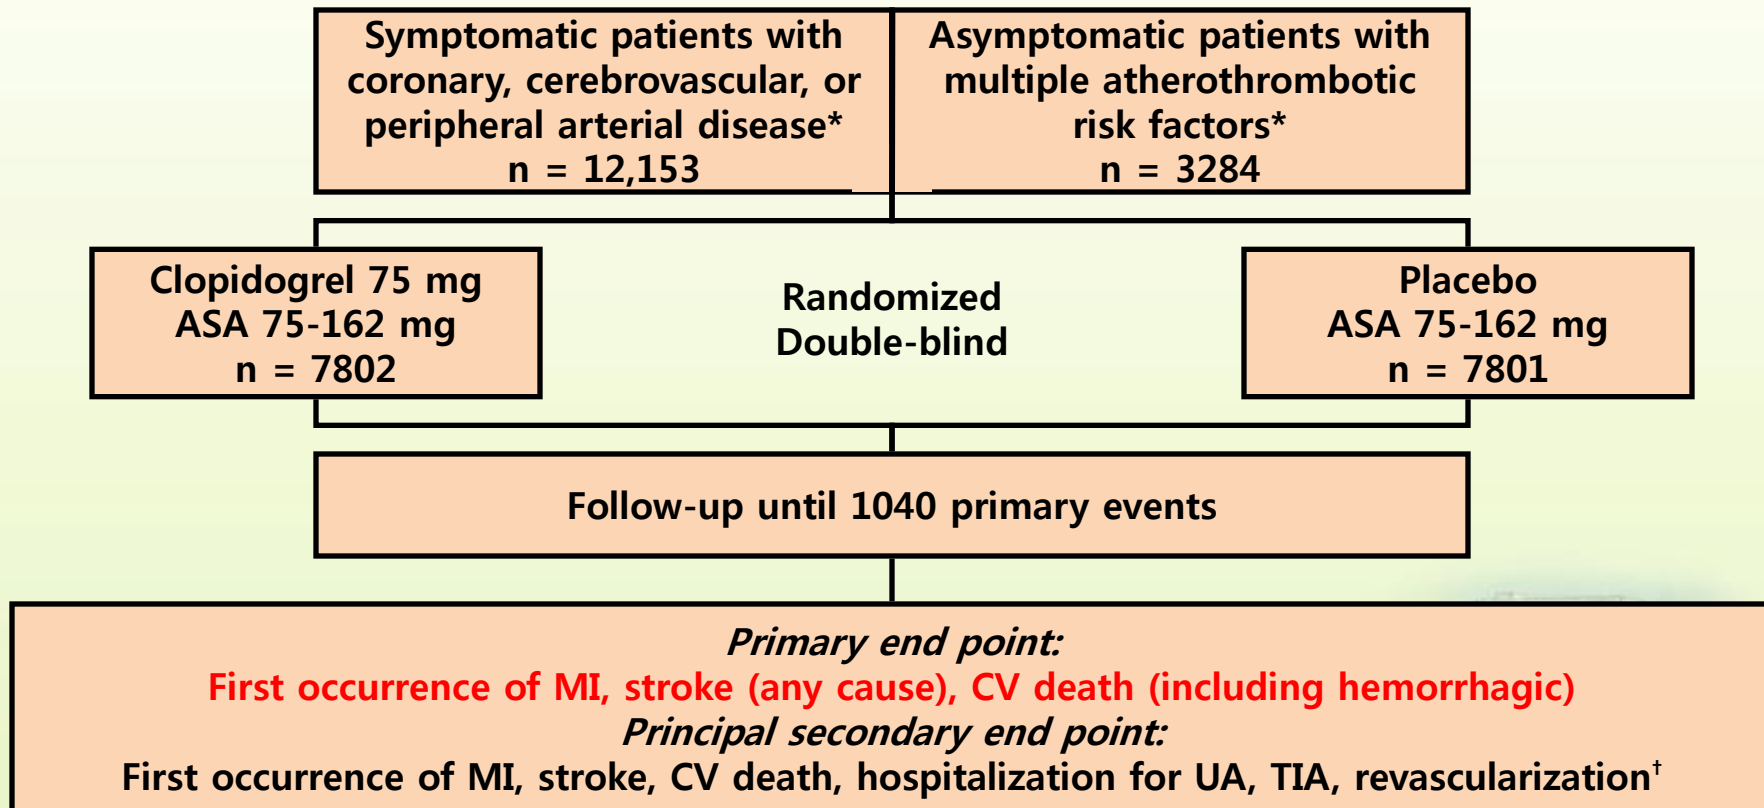 Symptomatic patients with
coronary, cerebrovascular, or
peripheral arterial disease*
n = 12,153
Asymptomatic patients with
multiple atherothrombotic
risk factors*
n = 3284
Clopidogrel 75 mg
ASA 75-162 mg
n = 7802
Randomized
Double-blind
Placebo
ASA 75-162 mg
n = 7801
Follow-up until 1040 primary events
Primary end point:
First occurrence of MI, stroke (any cause), CV death (including hemorrhagic)
Principal secondary end point:
First occurrence of MI, stroke, CV death, hospitalization for UA, TIA, revascularization†